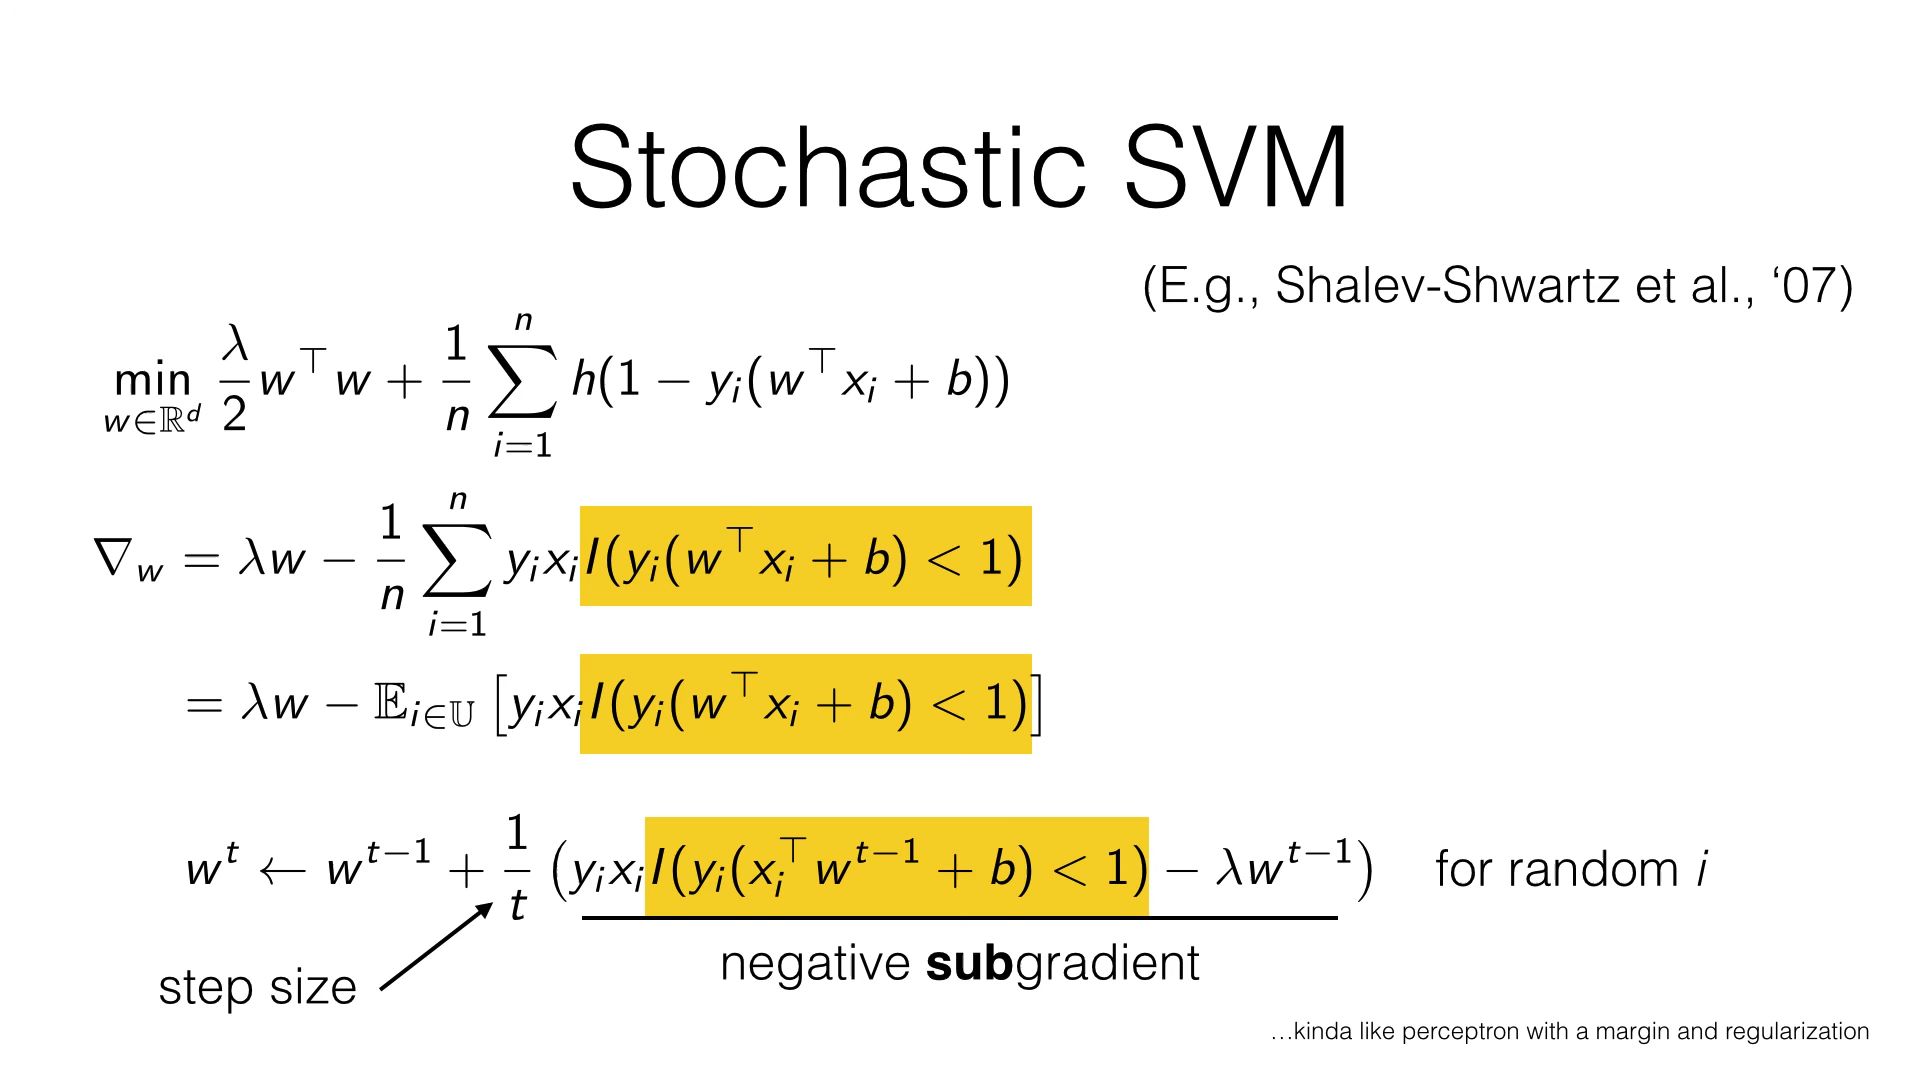 Stochastic SVM
(E.g., Shalev-Shwartz et al., ‘07)
min_{w∈ℝ^d} λ/2 w^⊤ w + 1/n ∑_{i=1}^{n} h(1 − y_i(w^⊤ x_i + b))
∇_w = λw − 1/n ∑_{i=1}^{n} y_i x_i I(y_i(w^⊤ x_i + b) < 1)
= λw − 𝔼_{i∈𝕌} [y_i x_i I(y_i(w^⊤ x_i + b) < 1)]
w^t ← w^{t−1} + 1/t (y_i x_i I(y_i(x_i^⊤ w^{t−1} + b) < 1) − λw^{t−1}) for random i
negative subgradient
step size
…kinda like perceptron with a margin and regularization